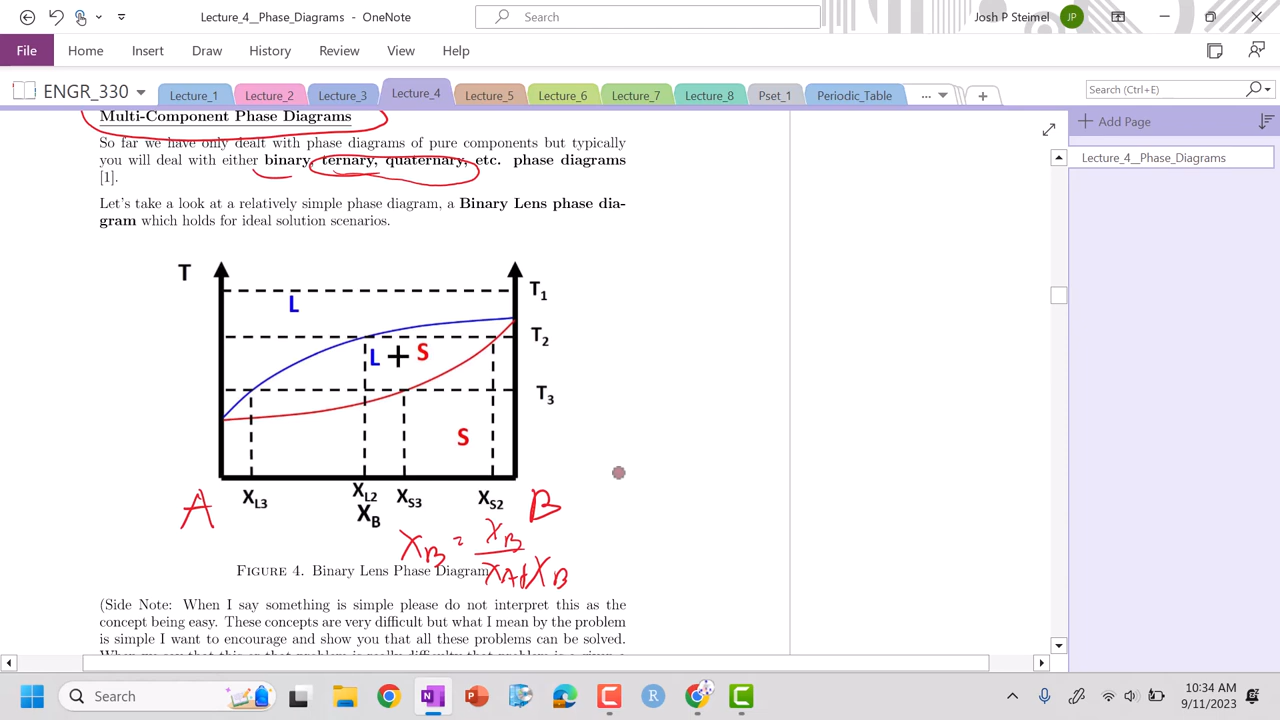 Lecture_4__Phase_Diagrams - OneNote
Search
Josh P Steimel
JP
File
Home
Insert
Draw
History
Review
View
Help
ENGR_330
Lecture_1
Lecture_2
Lecture_3
Lecture_4
Lecture_5
Lecture_6
Lecture_7
Lecture_8
Pset_1
Periodic_Table
...
Search (Ctrl+E)
Add Page
Lecture_4__Phase_Diagrams
Multi-Component Phase Diagrams
So far we have only dealt with phase diagrams of pure components but typically
you will deal with either binary, ternary, quaternary, etc. phase diagrams
[1].
Let's take a look at a relatively simple phase diagram, a Binary Lens phase dia-
gram which holds for ideal solution scenarios.
T
T1
L
T2
L + S
T3
S
A
XL3
XL2
XS3
XS2
B
XB
XB = XB
XA+XB
FIGURE 4. Binary Lens Phase Diagram
(Side Note: When I say something is simple please do not interpret this as the
concept being easy. These concepts are very difficult but what I mean by the problem
is simple I want to encourage and show you that all these problems can be solved.
Search
10:34 AM
9/11/2023